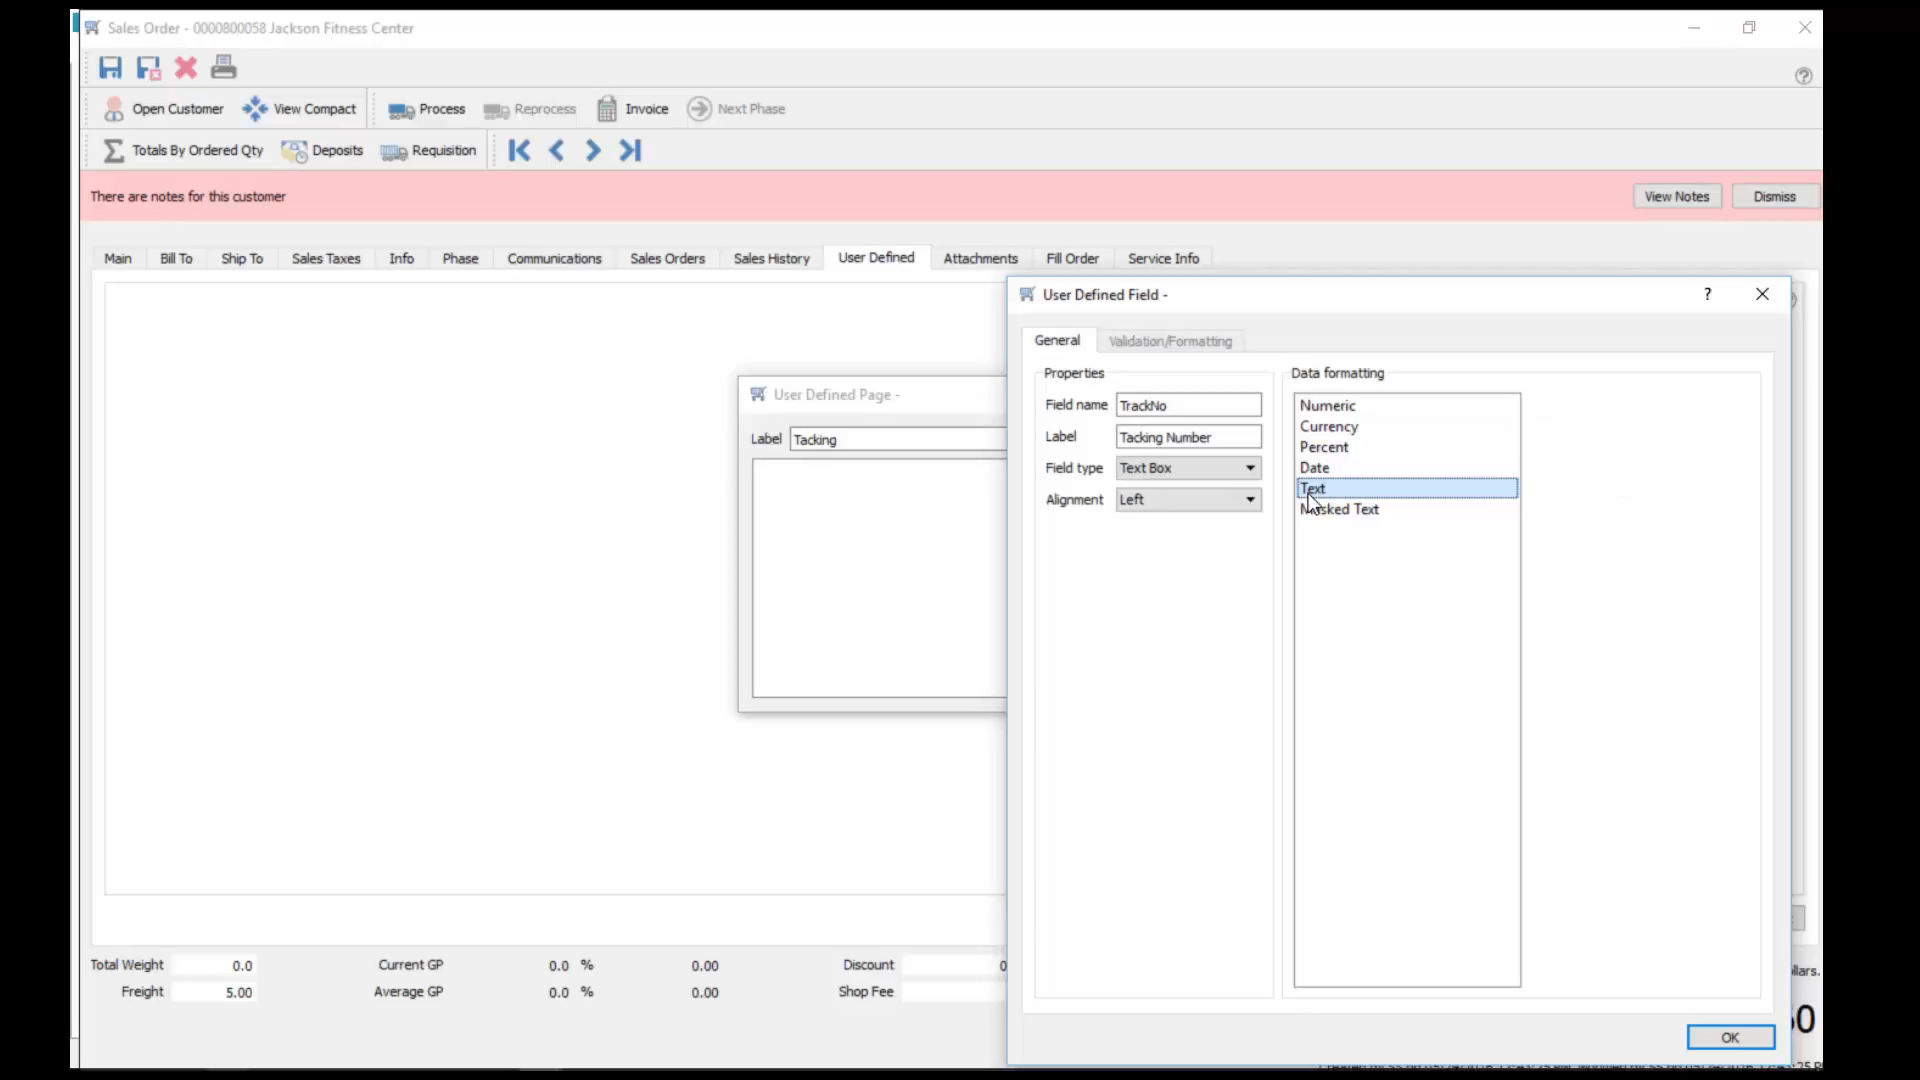 Sales Order - 0000800058 Jackson Fitness Center
Open Customer View Compact Process Reprocess Invoice Next Phase
Totals By Ordered Qty Deposits Requisition
There are notes for this customer View Notes Dismiss
Main Bill To Ship To Sales Taxes Info Phase Communications Sales Orders Sales History User Defined Attachments Fill Order Service Info
User Defined Field -
General Validation/Formatting
Properties Data formatting
Field name TrackNo
Label Tacking Number
Field type Text Box
Alignment Left
Numeric
Currency
Percent
Date
Text
Masked Text
User Defined Page -
Label Tacking
OK
Total Weight 0.0 Current GP 0.0 % 0.00 Discount 0
Freight 5.00 Average GP 0.0 % 0.00 Shop Fee